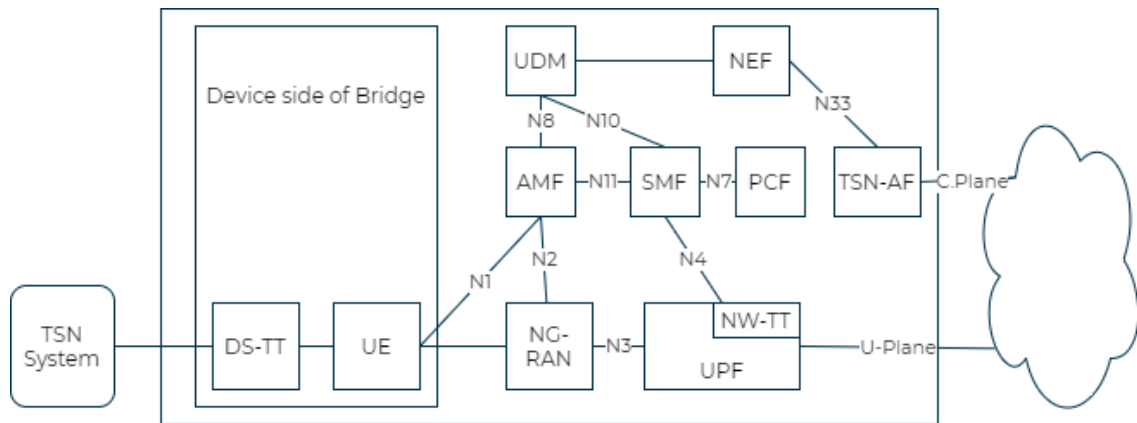 UDM
NEF
Device side of Bridge
N8
N10
N33
AMF
N11
SMF
N7
PCF
TSN-AF
C.Plane
N1
N2
N4
TSN
System
DS-TT
UE
NG-
RAN
N3
NW-TT
UPF
U-Plane